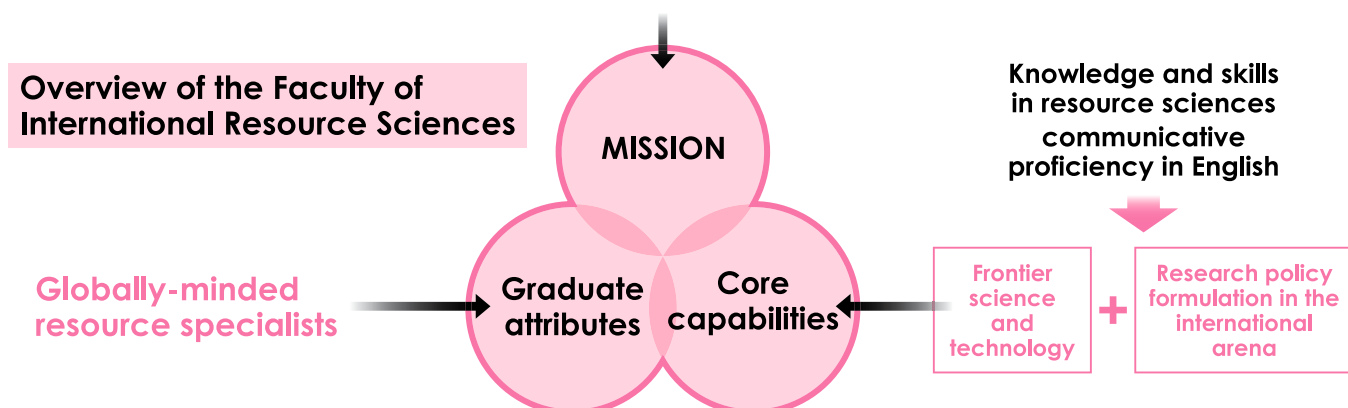 Overview of the Faculty of
International Resource Sciences
MISSION
Knowledge and skills
in resource sciences
communicative
proficiency in English
Globally-minded
resource specialists
Graduate
attributes
Core
capabilities
Frontier
science
and
technology
+
Research policy
formulation in the
international
arena